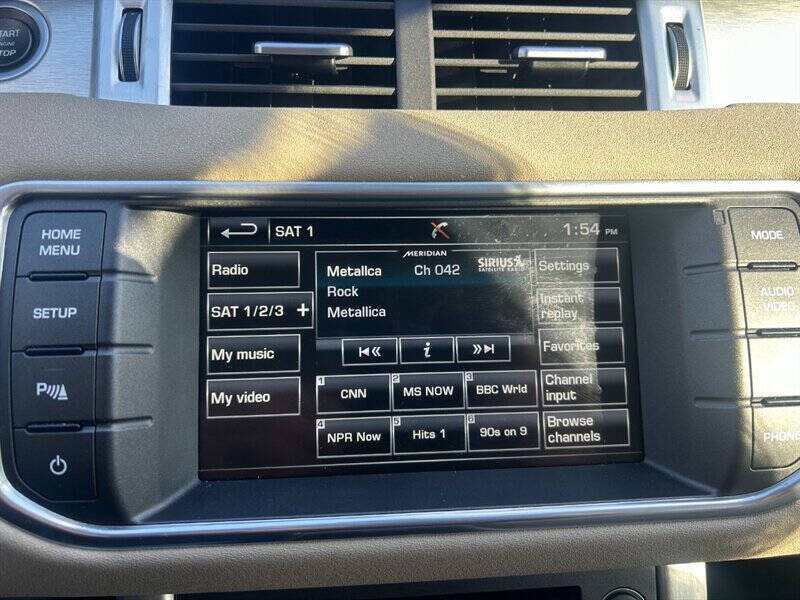 START
ENGINE
STOP
HOME
MENU
SETUP
P
SAT 1
1:54 PM
MERIDIAN
Radio
Metallca Ch 042
SIRIUS
SATELLITE RADIO
Settings
Rock
SAT 1/2/3 +
Metallica
Instant
replay
My music
i
Favorites
My video
1 CNN
2 MS NOW
3 BBC Wrld
Channel
input
4 NPR Now
5 Hits 1
6 90s on 9
Browse
channels
MODE
AUDIO
VIDEO
PHONE